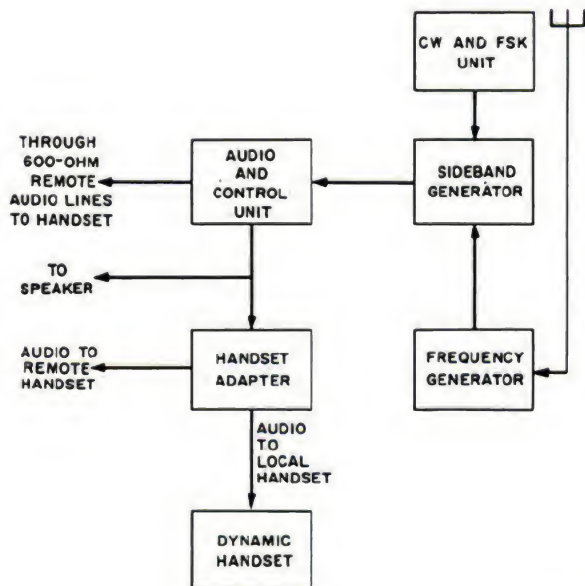 CW AND FSK
UNIT
THROUGH
600-OHM
REMOTE
AUDIO LINES
TO HANDSET
AUDIO
AND
CONTROL
UNIT
SIDEBAND
GENERATOR
TO
SPEAKER
AUDIO TO
REMOTE
HANDSET
HANDSET
ADAPTER
FREQUENCY
GENERATOR
AUDIO
TO
LOCAL
HANDSET
DYNAMIC
HANDSET